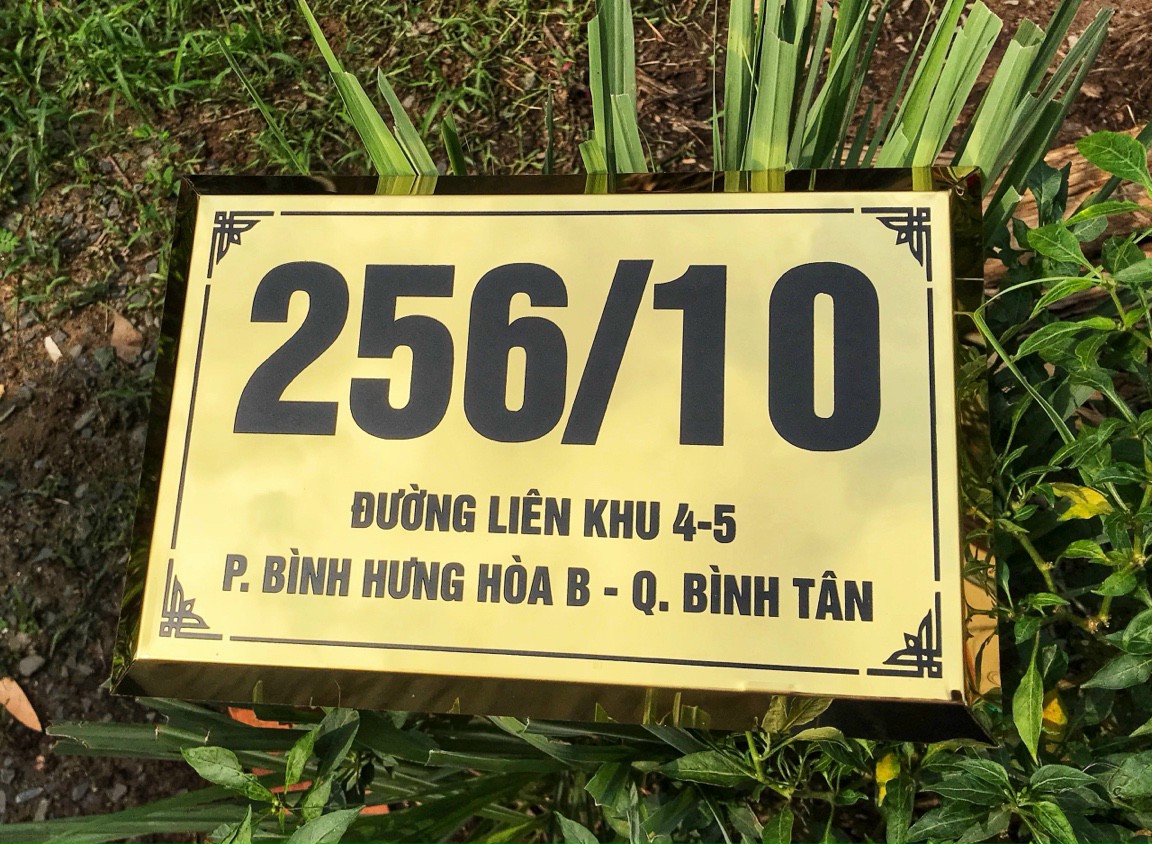 256/10
ĐƯỜNG LIÊN KHU 4-5
P. BÌNH HƯNG HÒA B - Q. BÌNH TÂN